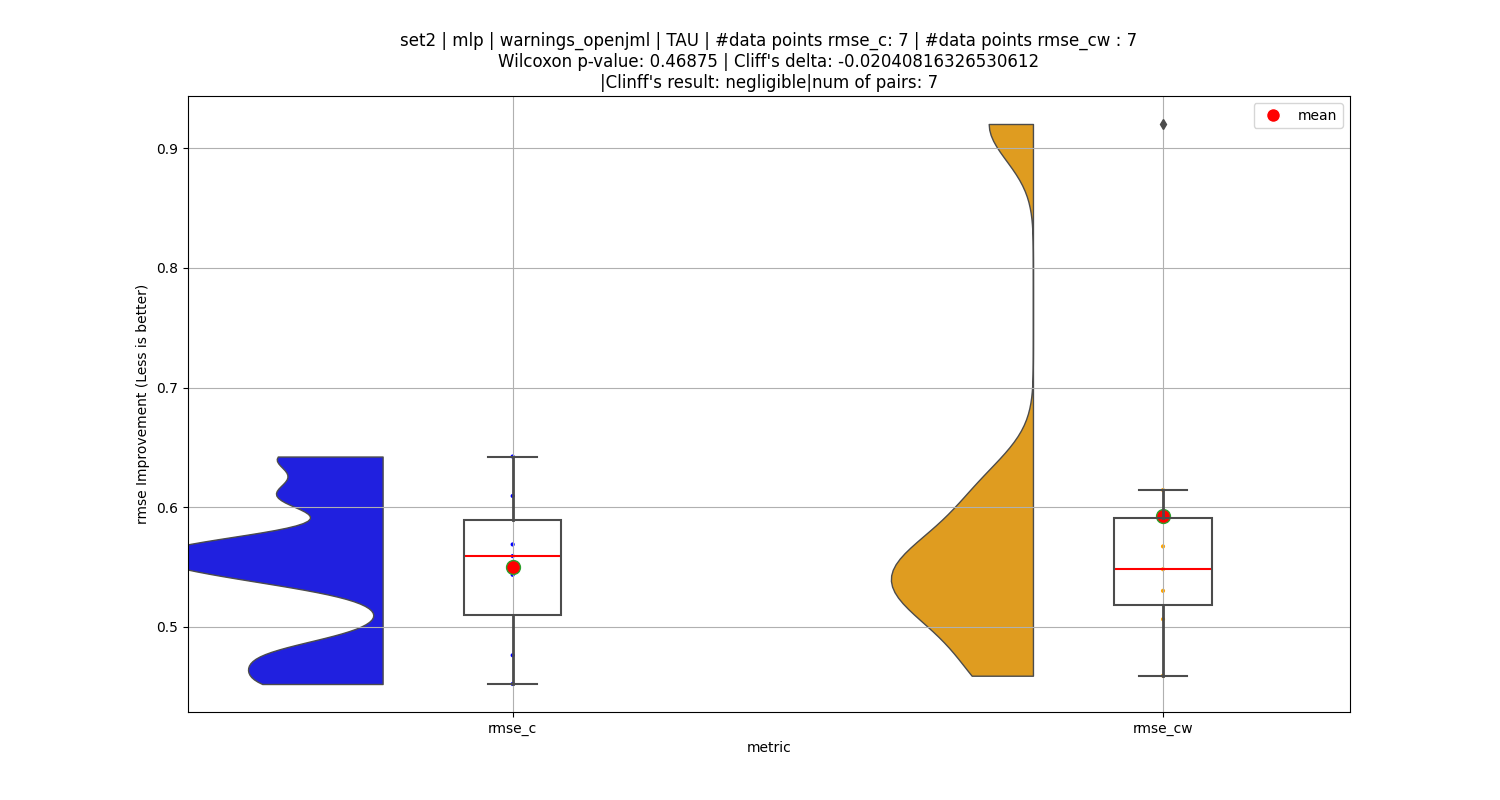 set2 | mlp | warnings_openjml | TAU | #data points rmse_c: 7 | #data points rmse_cw : 7
Wilcoxon p-value: 0.46875 | Cliff's delta: -0.02040816326530612
|Clinff's result: negligible|num of pairs: 7
mean
0.9
0.8
0.7
0.6
0.5
rmse Improvement (Less is better)
rmse_c
rmse_cw
metric